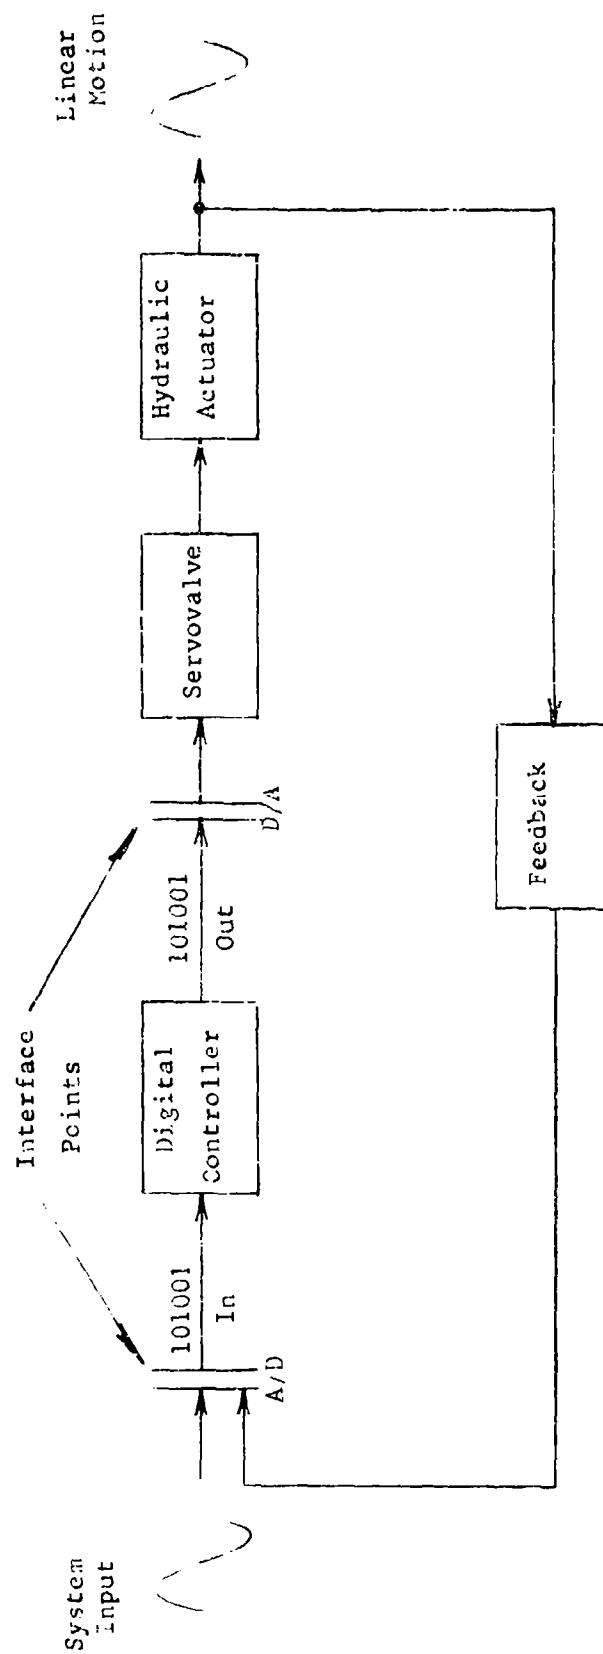 System
Input
Interface
Points
A/D
101001
In
Digital
Controller
101001
Out
D/A
Servovalve
Hydraulic
Actuator
Linear
Motion
Feedback